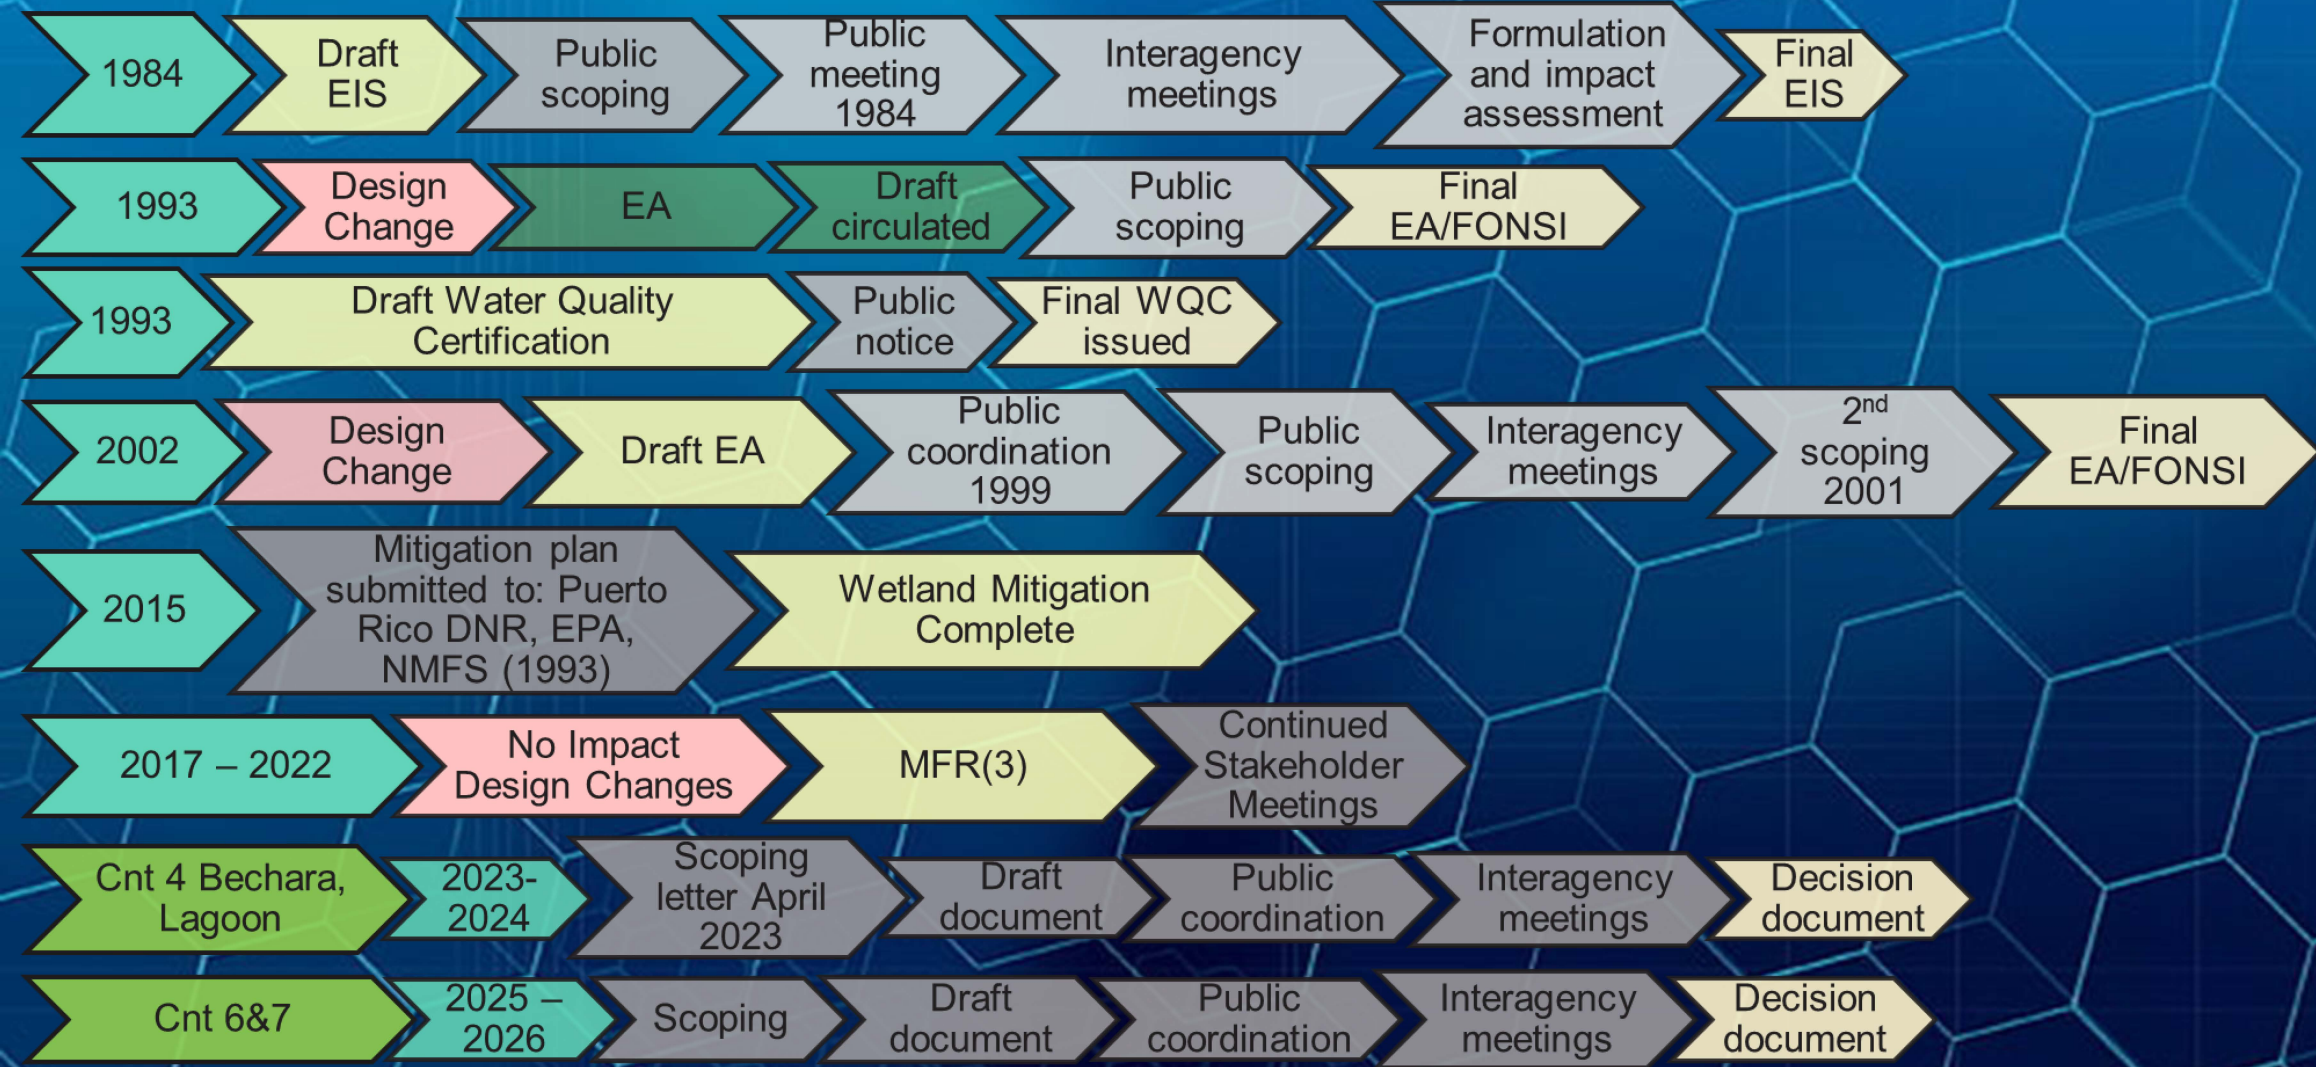 1984
Draft
EIS
Public
scoping
Public
meeting
1984
Interagency
meetings
Formulation
and impact
assessment
Final
EIS
1993
Design
Change
EA
Draft
circulated
Public
scoping
Final
EA/FONSI
1993
Draft Water Quality
Certification
Public
notice
Final WQC
issued
2002
Design
Change
Draft EA
Public
coordination
1999
Public
scoping
Interagency
meetings
2nd
scoping
2001
Final
EA/FONSI
2015
Mitigation plan
submitted to: Puerto
Rico DNR, EPA,
NMFS (1993)
Wetland Mitigation
Complete
2017 – 2022
No Impact
Design Changes
MFR(3)
Continued
Stakeholder
Meetings
Cnt 4 Bechara,
Lagoon
2023-
2024
Scoping
letter April
2023
Draft
document
Public
coordination
Interagency
meetings
Decision
document
Cnt 6&7
2025 –
2026
Scoping
Draft
document
Public
coordination
Interagency
meetings
Decision
document